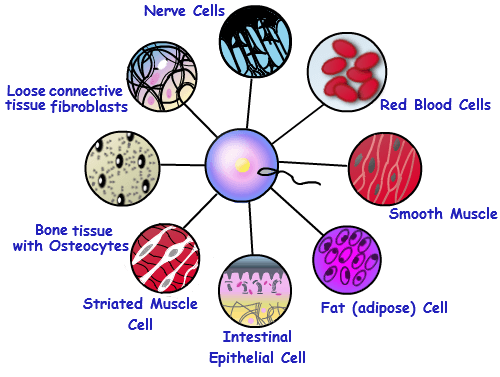 Nerve Cells
Loose connective
tissue fibroblasts
Red Blood Cells
Smooth Muscle
Bone tissue
with Osteocytes
Striated Muscle
Cell
Fat (adipose) Cell
Intestinal
Epithelial Cell